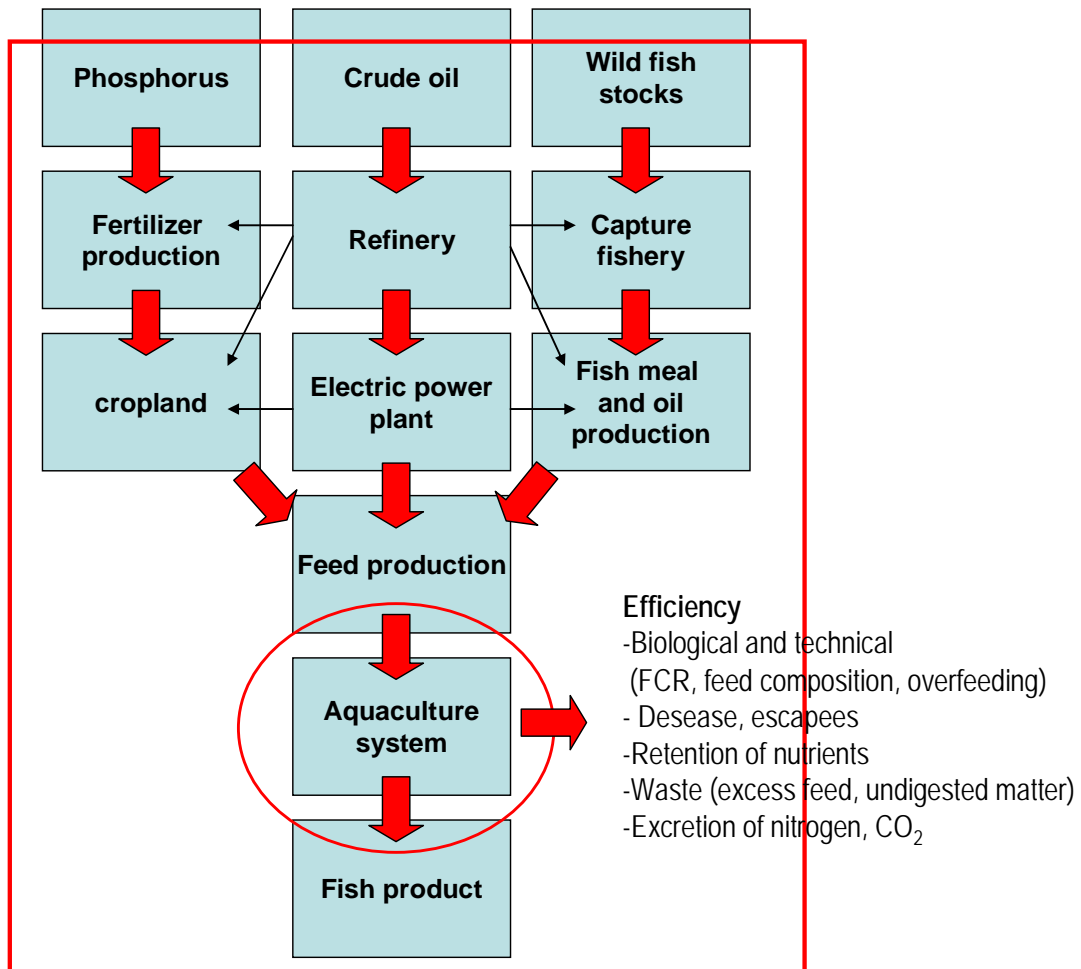 Phosphorus
Crude oil
Wild fish
stocks
Fertilizer
production
Refinery
Capture
fishery
cropland
Electric power
plant
Fish meal
and oil
production
Feed production
Aquaculture
system
Fish product
Efficiency
-Biological and technical
(FCR, feed composition, overfeeding)
- Desease, escapees
-Retention of nutrients
-Waste (excess feed, undigested matter)
-Excretion of nitrogen, CO₂